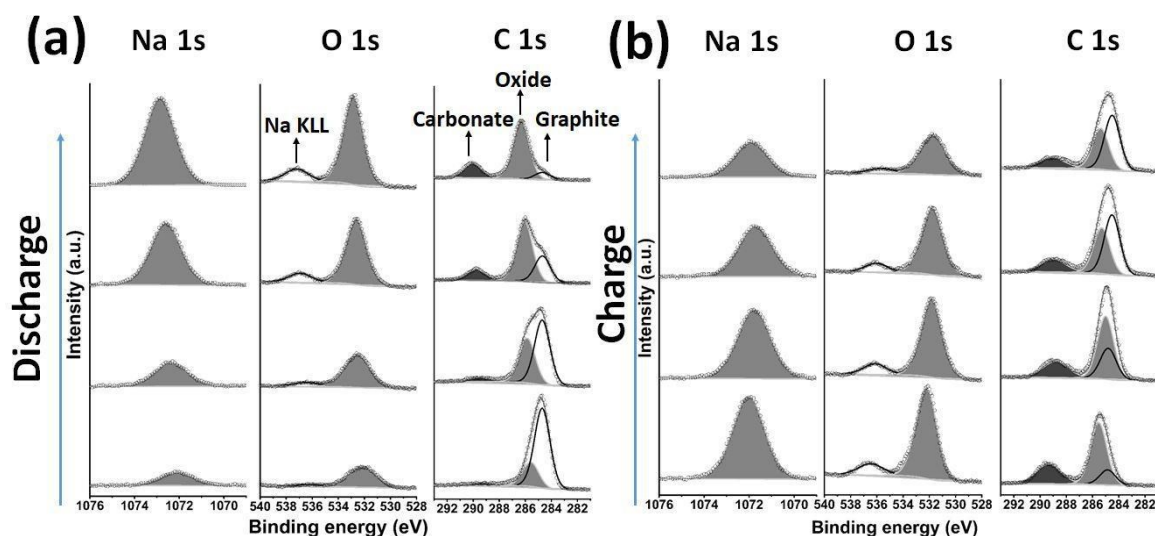 (a)
Na 1s
O 1s
C 1s
Oxide
Carbonate
Graphite
Na KLL
Discharge
Intensity (a.u.)
1076 1074 1072 1070
540 538 536 534 532 530 528
292 290 288 286 284 282
Binding energy (eV)
(b)
Na 1s
O 1s
C 1s
Charge
Intensity (a.u.)
1076 1074 1072 1070
540 538 536 534 532 530 528
292 290 288 286 284 282
Binding energy (eV)